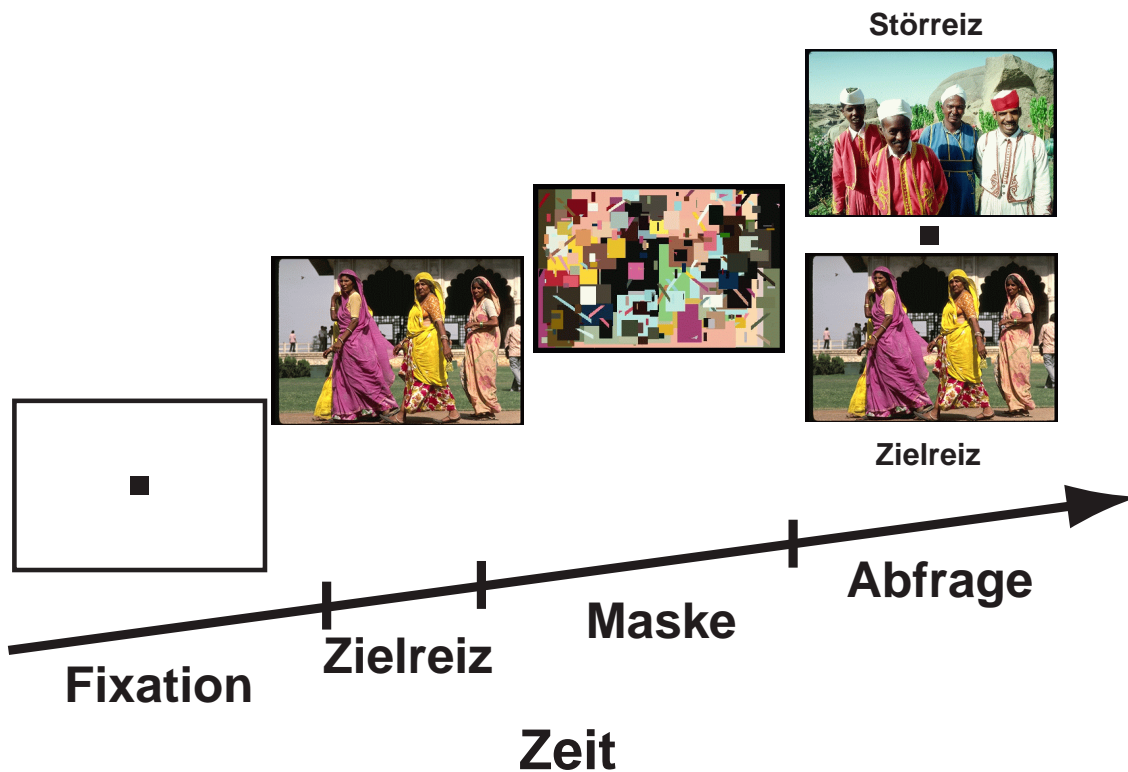 Störreiz
Zielreiz
Abfrage
Maske
Zielreiz
Fixation
Zeit